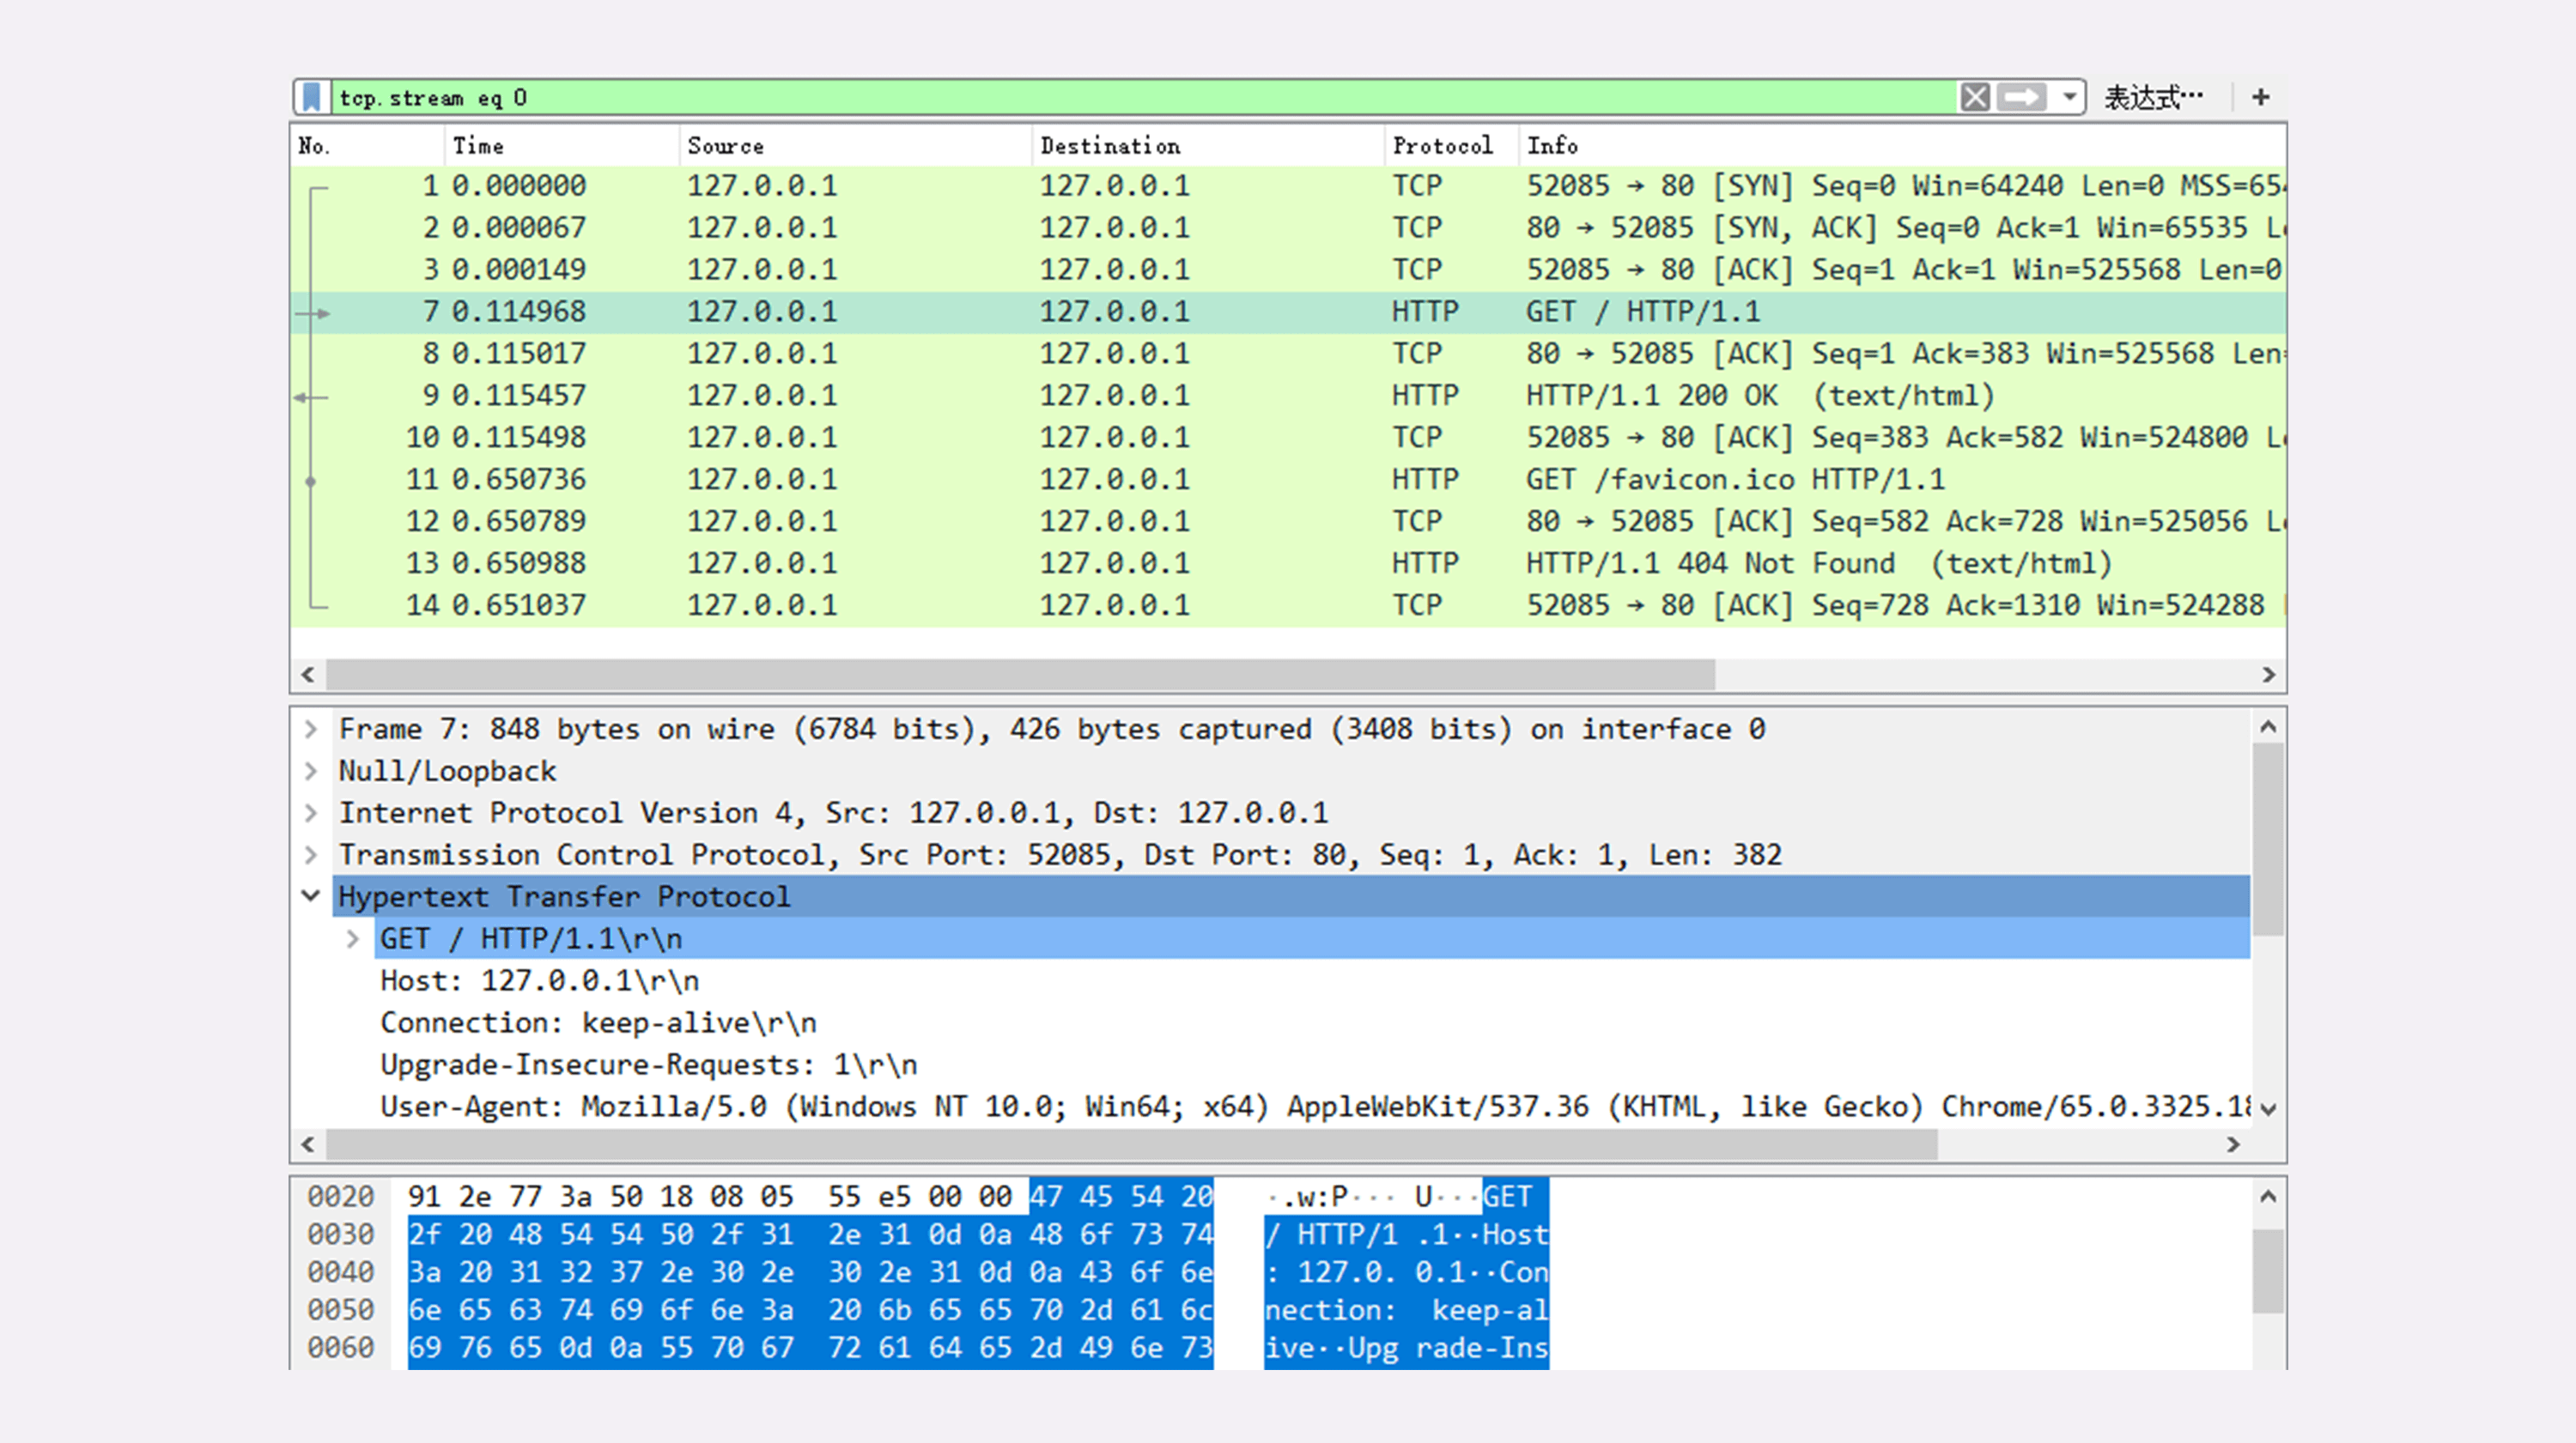 tcp.stream eq 0 表达式… +
No. Time Source Destination Protocol Info
1 0.000000 127.0.0.1 127.0.0.1 TCP 52085 → 80 [SYN] Seq=0 Win=64240 Len=0
2 0.000067 127.0.0.1 127.0.0.1 TCP 80 → 52085 [SYN, ACK] Seq=0 Ack=1 Win=65535
3 0.000149 127.0.0.1 127.0.0.1 TCP 52085 → 80 [ACK] Seq=1 Ack=1 Win=525568 Len=0
7 0.114968 127.0.0.1 127.0.0.1 HTTP GET / HTTP/1.1
8 0.115017 127.0.0.1 127.0.0.1 TCP 80 → 52085 [ACK] Seq=1 Ack=383 Win=525568 Len=
9 0.115457 127.0.0.1 127.0.0.1 HTTP HTTP/1.1 200 OK (text/html)
10 0.115498 127.0.0.1 127.0.0.1 TCP 52085 → 80 [ACK] Seq=383 Ack=582 Win=524800
11 0.650736 127.0.0.1 127.0.0.1 HTTP GET /favicon.ico HTTP/1.1
12 0.650789 127.0.0.1 127.0.0.1 TCP 80 → 52085 [ACK] Seq=582 Ack=728 Win=525056
13 0.650988 127.0.0.1 127.0.0.1 HTTP HTTP/1.1 404 Not Found (text/html)
14 0.651037 127.0.0.1 127.0.0.1 TCP 52085 → 80 [ACK] Seq=728 Ack=1310 Win=524288
Frame 7: 848 bytes on wire (6784 bits), 426 bytes captured (3408 bits) on interface 0
Null/Loopback
Internet Protocol Version 4, Src: 127.0.0.1, Dst: 127.0.0.1
Transmission Control Protocol, Src Port: 52085, Dst Port: 80, Seq: 1, Ack: 1, Len: 382
Hypertext Transfer Protocol
GET / HTTP/1.1\r\n
Host: 127.0.0.1\r\n
Connection: keep-alive\r\n
Upgrade-Insecure-Requests: 1\r\n
User-Agent: Mozilla/5.0 (Windows NT 10.0; Win64; x64) AppleWebKit/537.36 (KHTML, like Gecko) Chrome/65.0.3325.18
0020 91 2e 77 3a 50 18 08 05 55 e5 00 00 47 45 54 20 ·.w:P··· U···GET
0030 2f 20 48 54 54 50 2f 31 2e 31 0d 0a 48 6f 73 74 / HTTP/1 .1··Host
0040 3a 20 31 32 37 2e 30 2e 30 2e 31 0d 0a 43 6f 6e : 127.0. 0.1··Con
0050 6e 65 63 74 69 6f 6e 3a 20 6b 65 65 70 2d 61 6c nection: keep-al
0060 69 76 65 0d 0a 55 70 67 72 61 64 65 2d 49 6e 73 ive··Upg rade-Ins